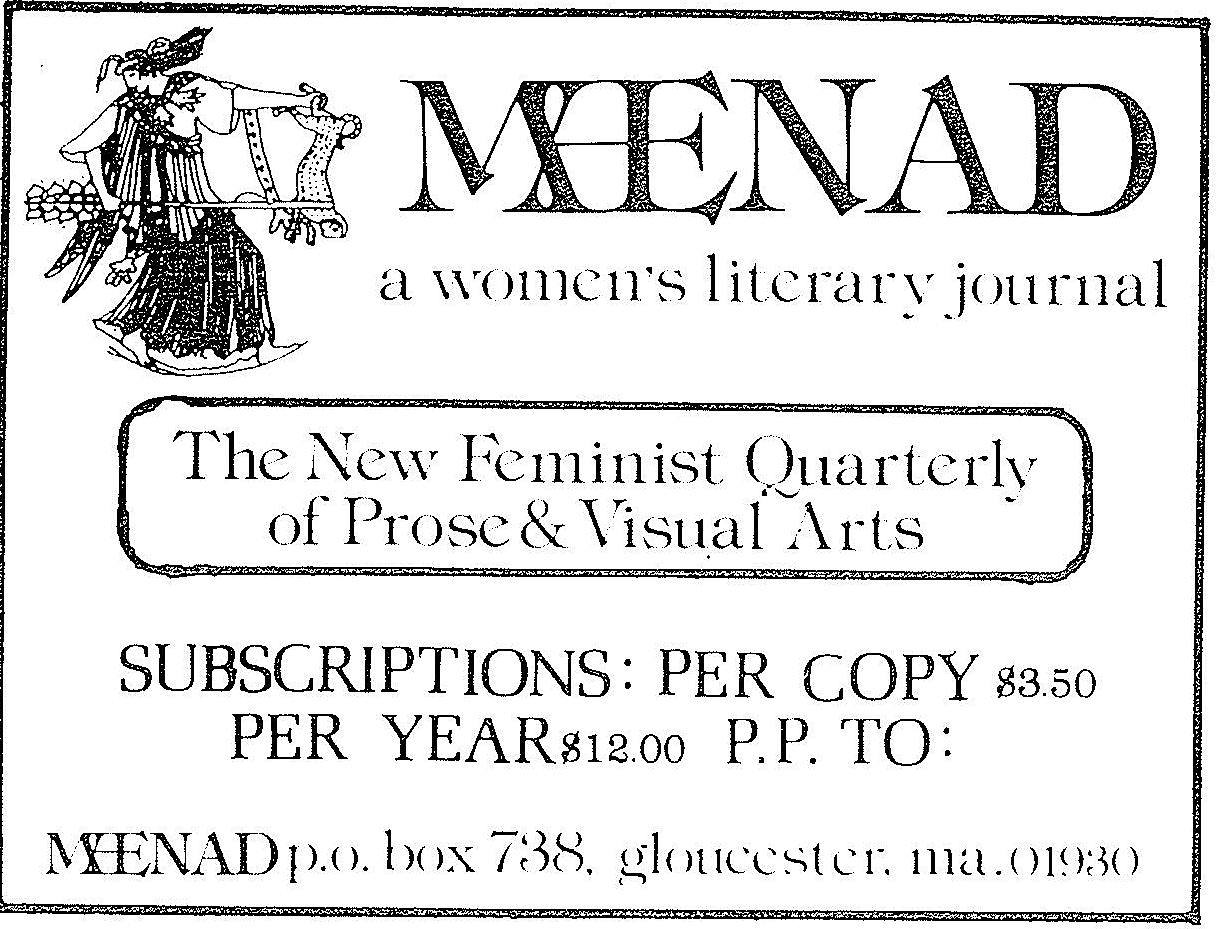 MÆNAD
a women's literary journal
The New Feminist Quarterly
of Prose & Visual Arts
SUBSCRIPTIONS: PER COPY $3.50
PER YEAR $12.00 P.P. TO:
MÆNAD p.o. box 738, gloucester, ma. 01930